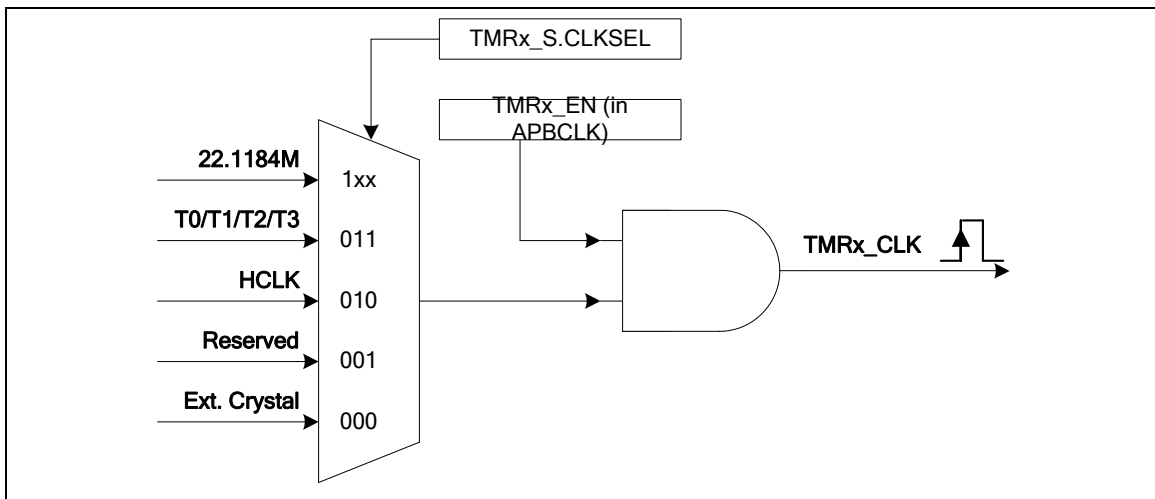 TMRx_S.CLKSEL
TMRx_EN (in
APBCLK)
22.1184M
1xx
T0/T1/T2/T3
011
HCLK
010
Reserved
001
Ext. Crystal
000
TMRx_CLK